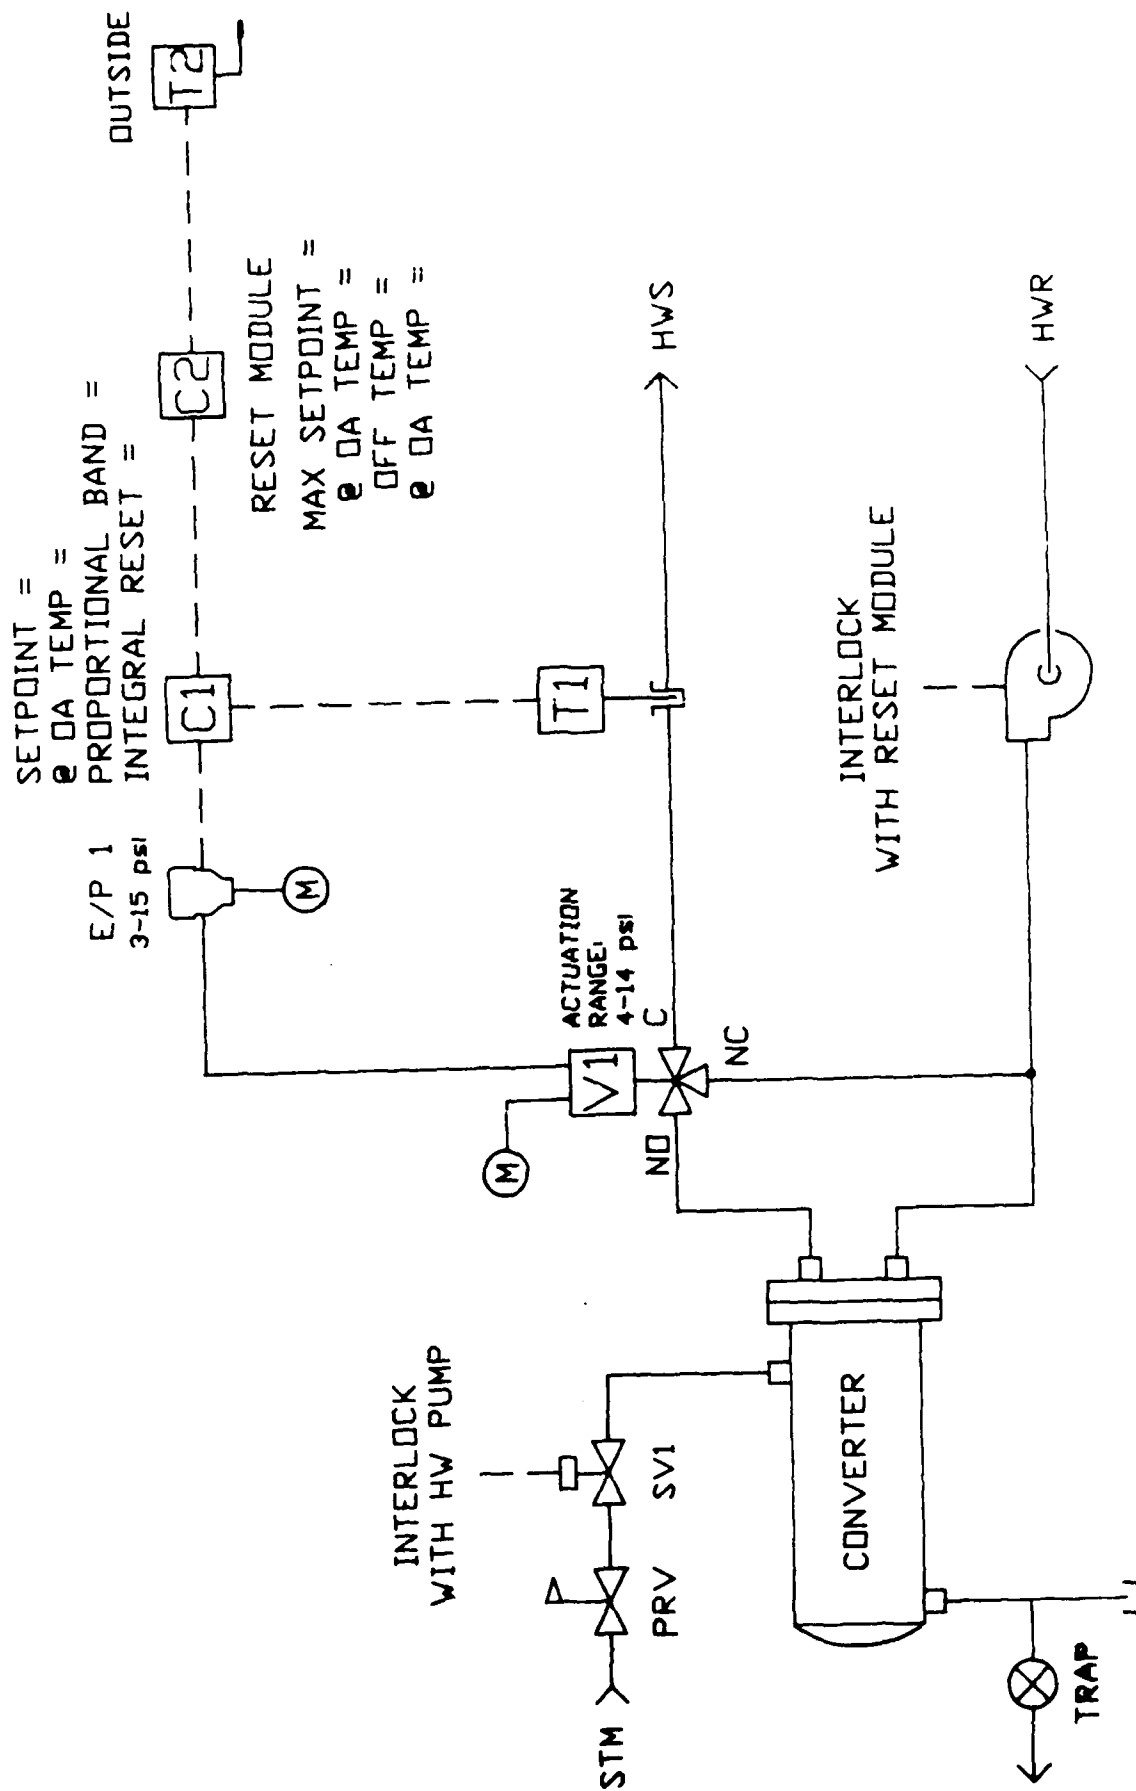 SETPOINT =
@ OA TEMP =
PROPORTIONAL BAND =
INTEGRAL RESET =
E/P 1
3-15 psi
M
C1
C2
OUTSIDE
T2
RESET MODULE
MAX SETPOINT =
@ OA TEMP =
OFF TEMP =
@ OA TEMP =
T1
ACTUATION
RANGE:
4-14 psi
M
V1
NO
C
NC
HWS
INTERLOCK
WITH HW PUMP
STM
PRV
SV1
INTERLOCK
WITH RESET MODULE
HWR
CONVERTER
TRAP